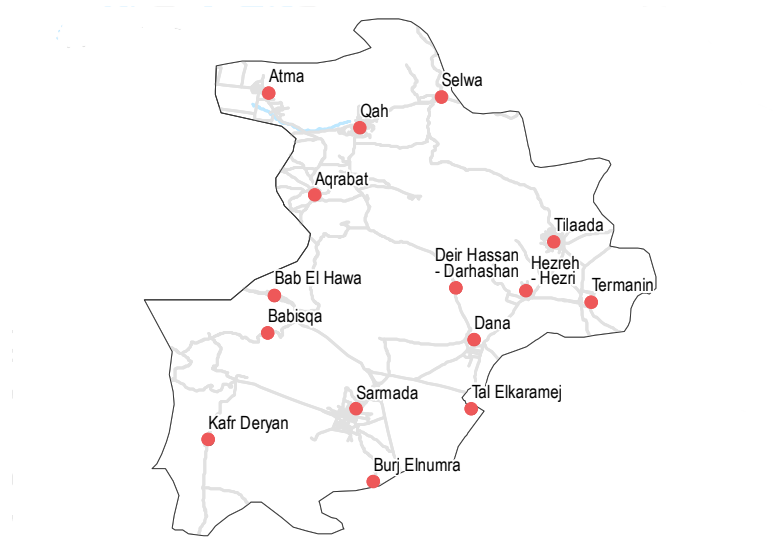 Atma
Selwa
Qah
Aqrabat
Tilaada
Deir Hassan
- Darhashan
Hezreh
- Hezri
Bab El Hawa
Termanin
Babisqa
Dana
Sarmada
Tal Elkaramej
Kafr Deryan
Burj Elnumra